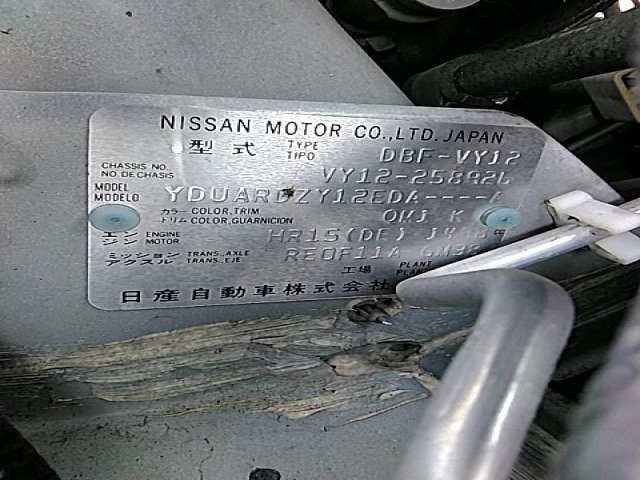 NISSAN MOTOR CO.,LTD.JAPAN
型式 TYPE TIPO DBF-VY12
CHASSIS NO. NO.DE CHASIS VY12-258926
MODEL MODELO YDUARDZY12EDA----
カラー COLOR,TRIM トリム COLOR,GUARNICION K
エンジン ENGINE MOTOR HR15(DE)
ミッション アクスル TRANS.,AXLE TRANS.,EJE RE0F11A
工場 PLANT PLANTA
日産自動車株式会社